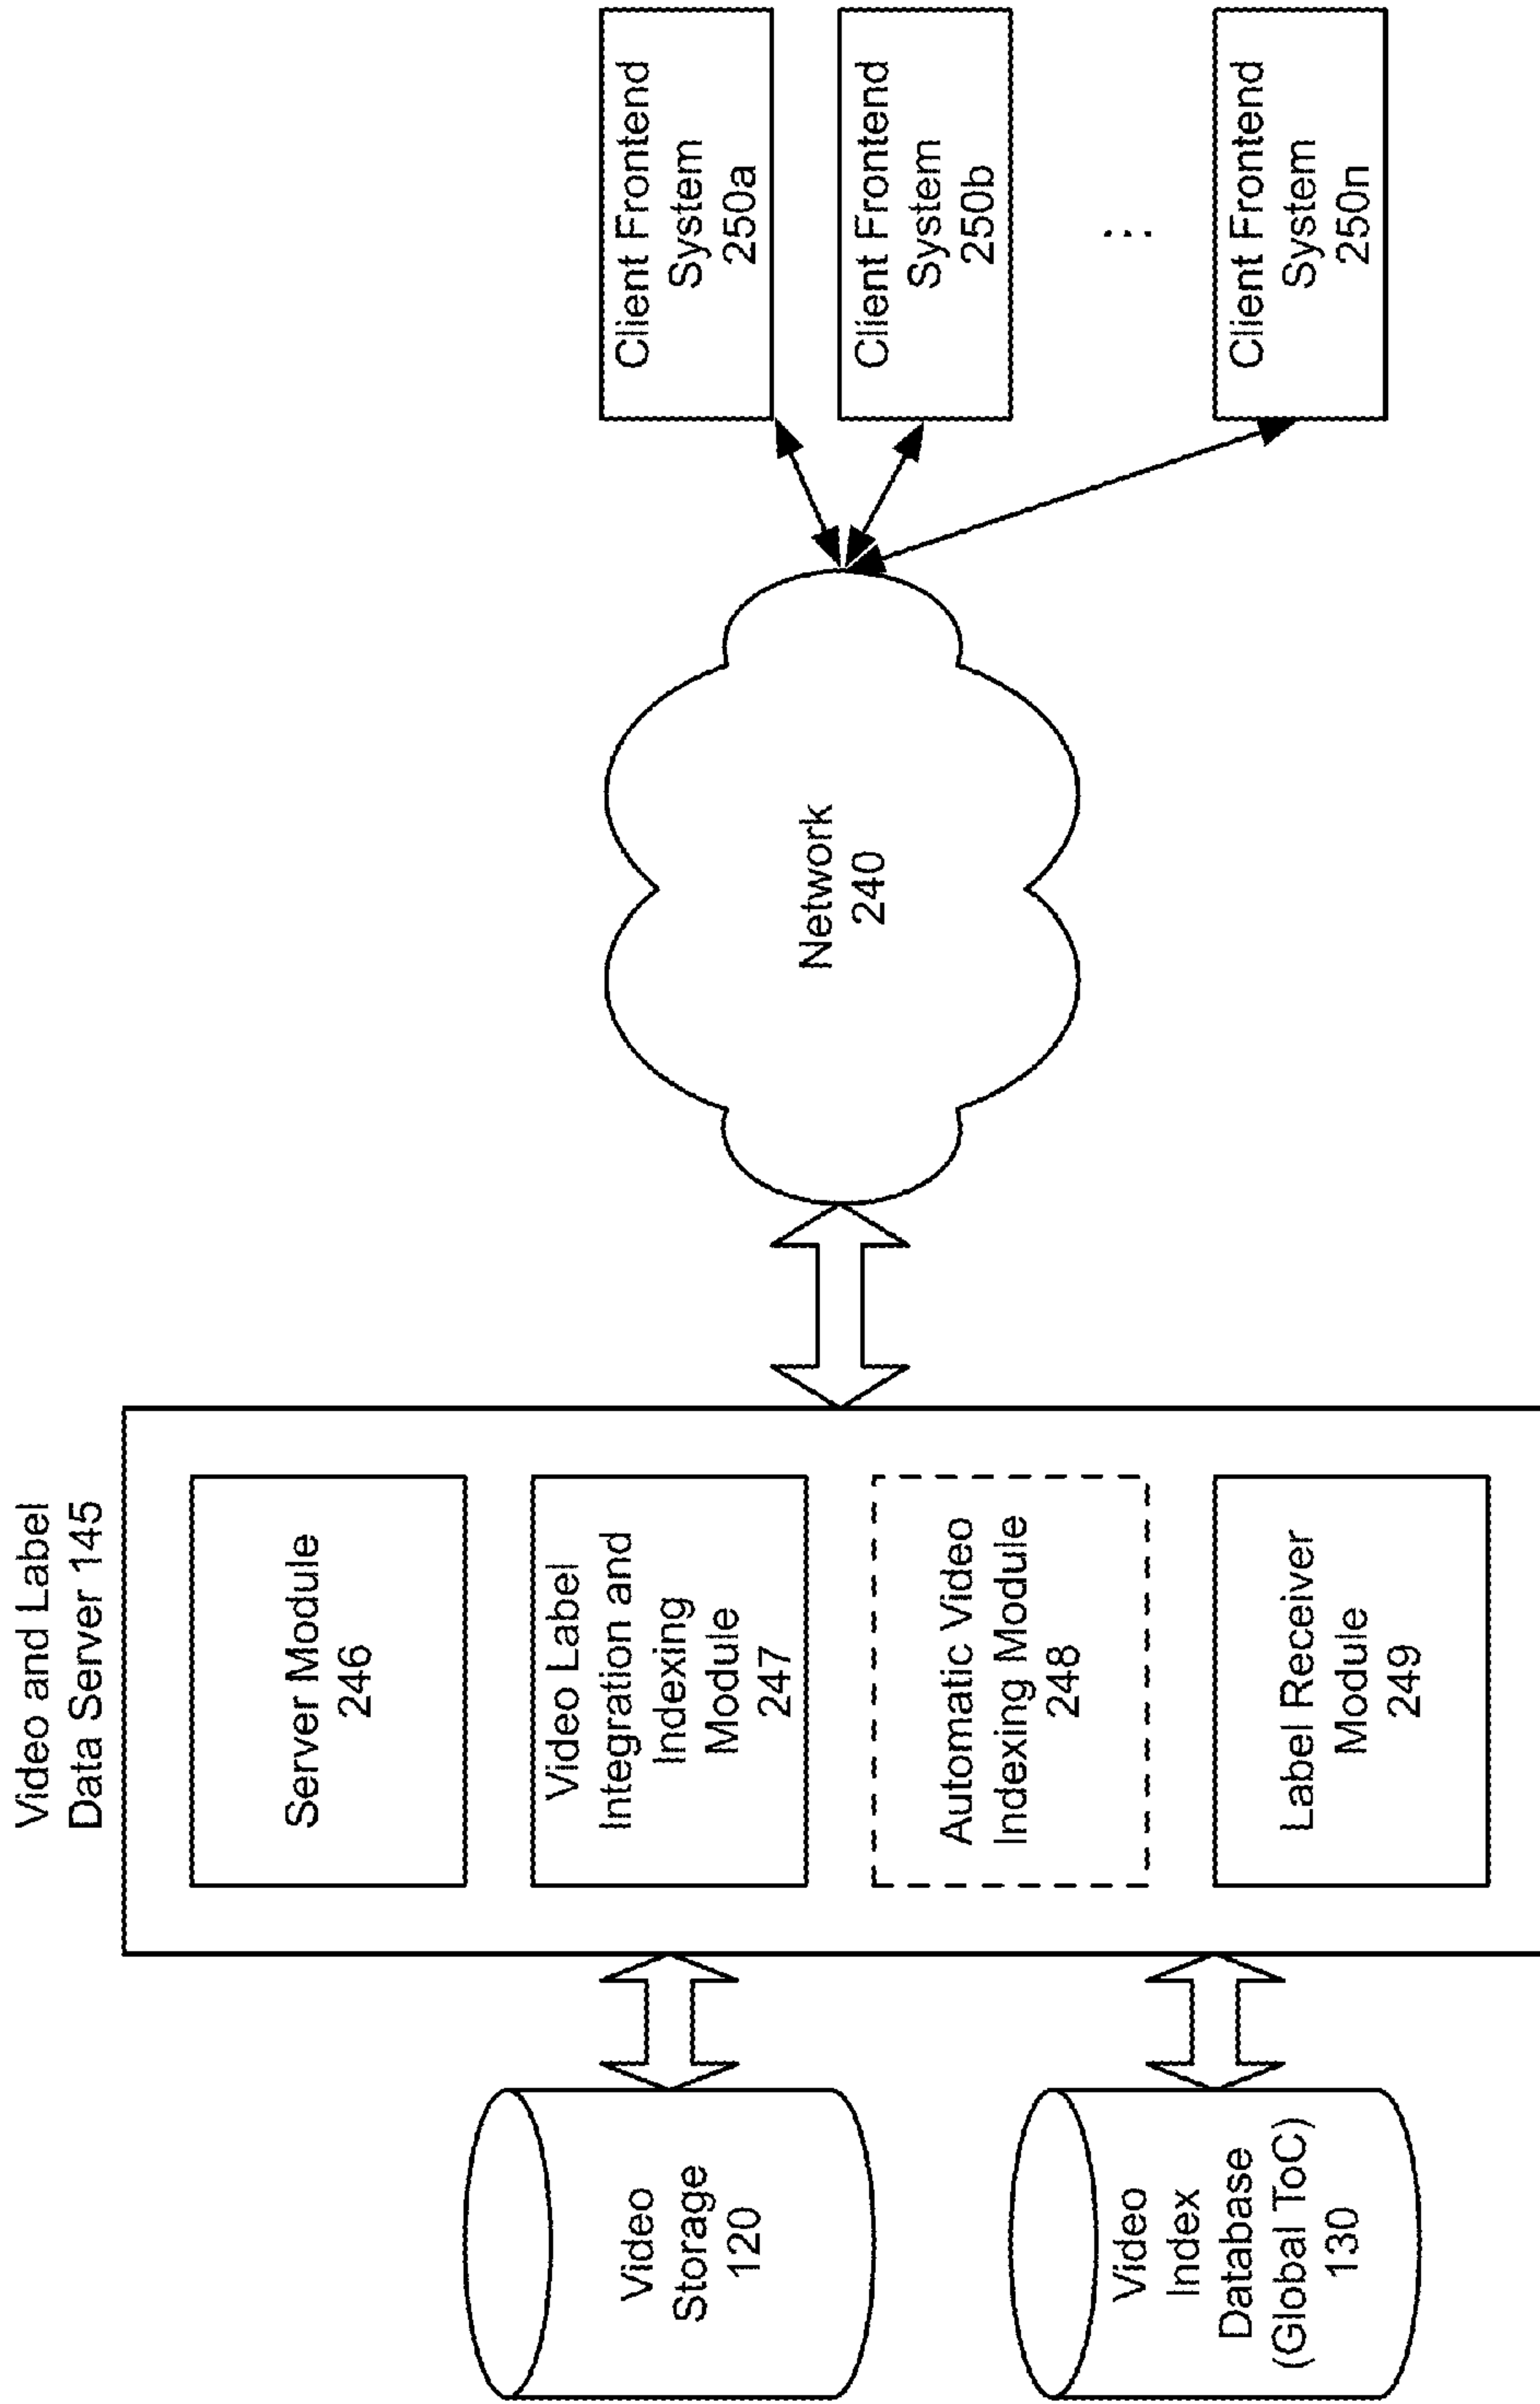 Video and Label
Data Server 145
Video
Storage
120
Video
Index
Database
(Global ToC)
130
Server Module
246
Video Label
Integration and
Indexing
Module
247
Automatic Video
Indexing Module
248
Label Receiver
Module
249
Network
240
Client Frontend
System
250a
Client Frontend
System
250b
...
Client Frontend
System
250n